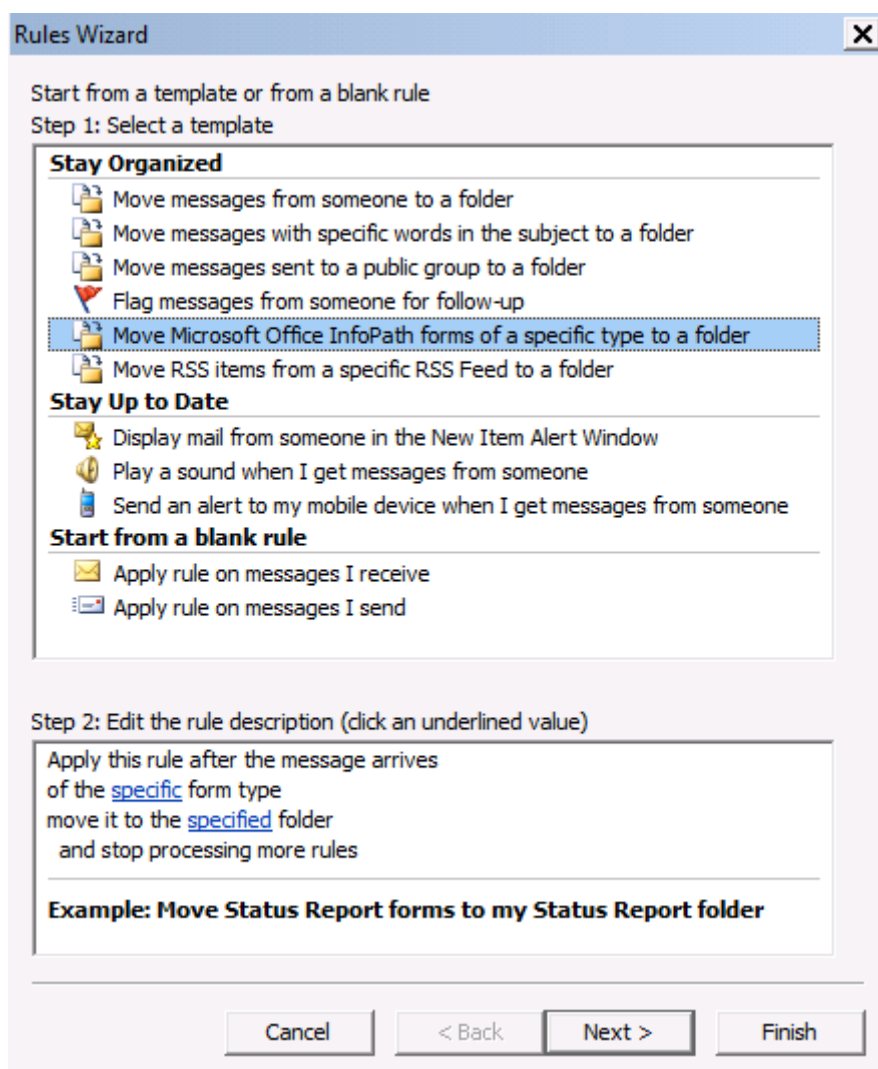 Rules Wizard
Start from a template or from a blank rule
Step 1: Select a template
Stay Organized
Move messages from someone to a folder
Move messages with specific words in the subject to a folder
Move messages sent to a public group to a folder
Flag messages from someone for follow-up
Move Microsoft Office InfoPath forms of a specific type to a folder
Move RSS items from a specific RSS Feed to a folder
Stay Up to Date
Display mail from someone in the New Item Alert Window
Play a sound when I get messages from someone
Send an alert to my mobile device when I get messages from someone
Start from a blank rule
Apply rule on messages I receive
Apply rule on messages I send
Step 2: Edit the rule description (click an underlined value)
Apply this rule after the message arrives
of the specific form type
move it to the specified folder
and stop processing more rules
Example: Move Status Report forms to my Status Report folder
Cancel < Back Next > Finish